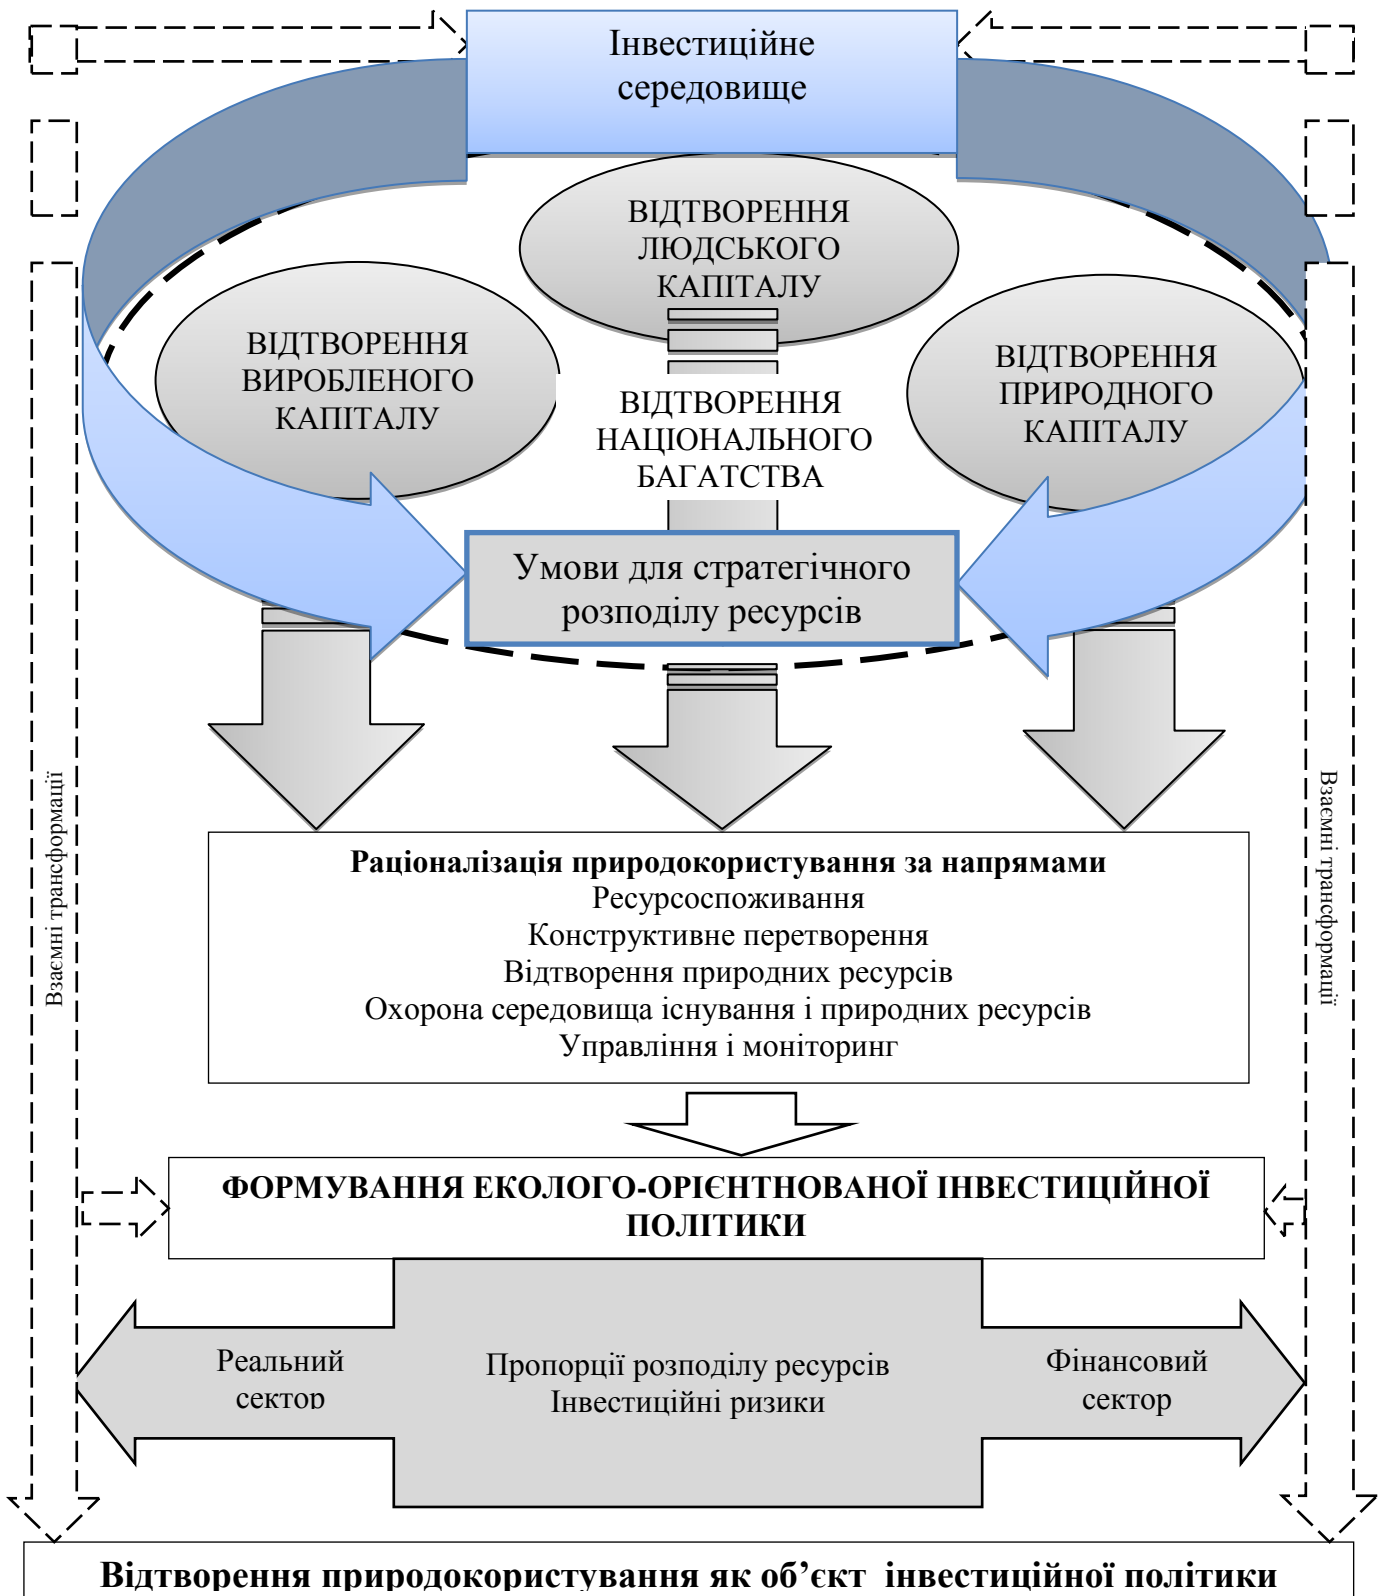 Інвестиційне
середовище
ВІДТВОРЕННЯ
ЛЮДСЬКОГО
КАПІТАЛУ
ВІДТВОРЕННЯ
ВИРОБЛЕНОГО
КАПІТАЛУ
ВІДТВОРЕННЯ
ПРИРОДНОГО
КАПІТАЛУ
ВІДТВОРЕННЯ
НАЦІОНАЛЬНОГО
БАГАТСТВА
Умови для стратегічного
розподілу ресурсів
Взаємні трансформації
Взаємні трансформації
Раціоналізація природокористування за напрямами
Ресурсоспоживання
Конструктивне перетворення
Відтворення природних ресурсів
Охорона середовища існування і природних ресурсів
Управління і моніторинг
ФОРМУВАННЯ ЕКОЛОГО-ОРІЄНТНОВАНОЇ ІНВЕСТИЦІЙНОЇ
ПОЛІТИКИ
Реальний
сектор
Пропорції розподілу ресурсів
Інвестиційні ризики
Фінансовий
сектор
Відтворення природокористування як об’єкт інвестиційної політики